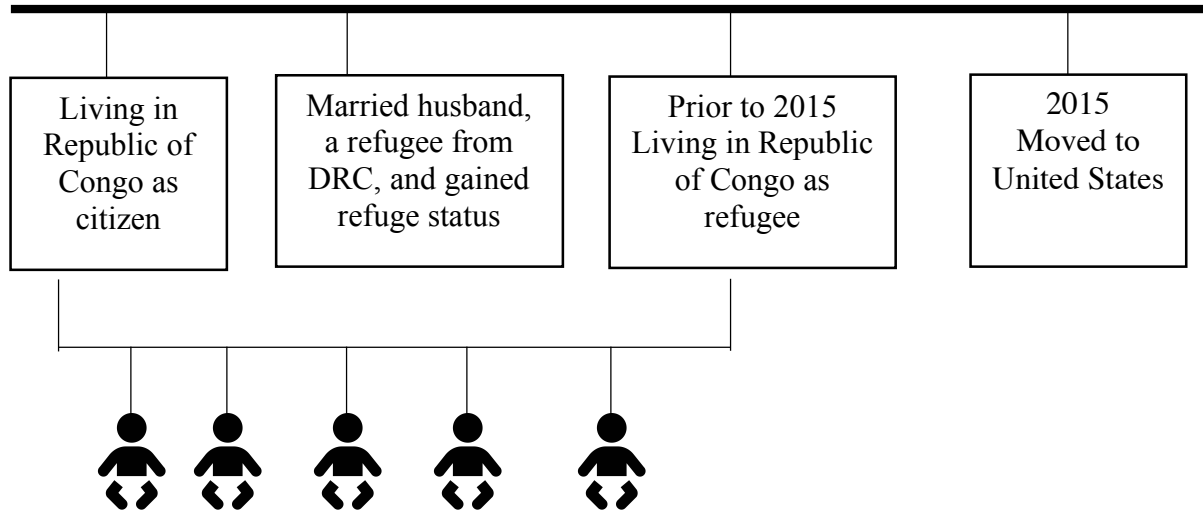 Living in
Republic of
Congo as
citizen
Married husband,
a refugee from
DRC, and gained
refuge status
Prior to 2015
Living in Republic
of Congo as
refugee
2015
Moved to
United States